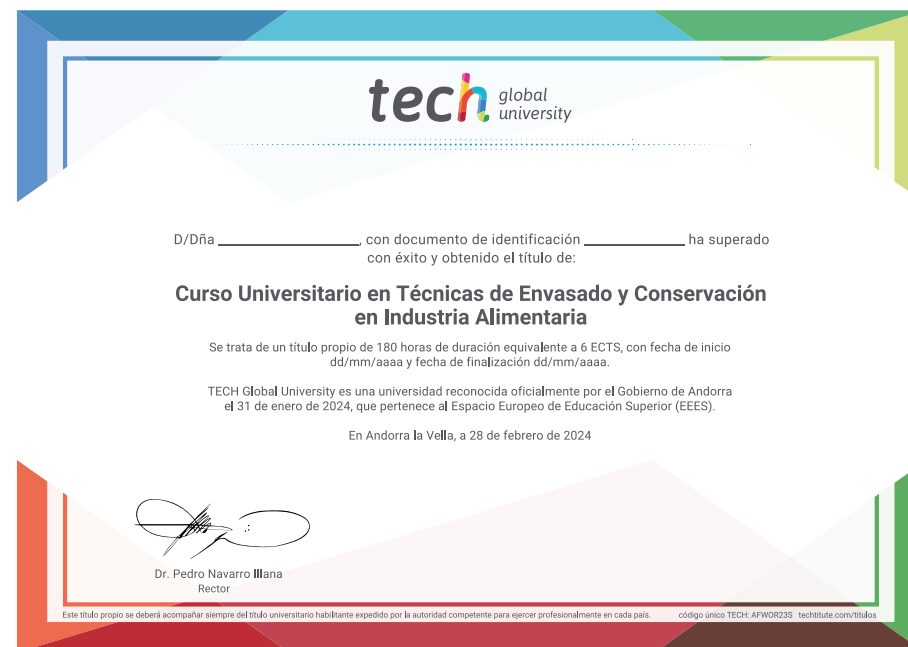 tech global university
D/Dña ____________________, con documento de identificación ______________ ha superado
con éxito y obtenido el título de:
Curso Universitario en Técnicas de Envasado y Conservación
en Industria Alimentaria
Se trata de un título propio de 180 horas de duración equivalente a 6 ECTS, con fecha de inicio
dd/mm/aaaa y fecha de finalización dd/mm/aaaa.
TECH Global University es una universidad reconocida oficialmente por el Gobierno de Andorra
el 31 de enero de 2024, que pertenece al Espacio Europeo de Educación Superior (EEES).
En Andorra la Vella, a 28 de febrero de 2024
Dr. Pedro Navarro Illana
Rector
Este título propio se deberá acompañar siempre del título universitario habilitante expedido por la autoridad competente para ejercer profesionalmente en cada país. código único TECH: AFWOR23S techtitute.com/titulos